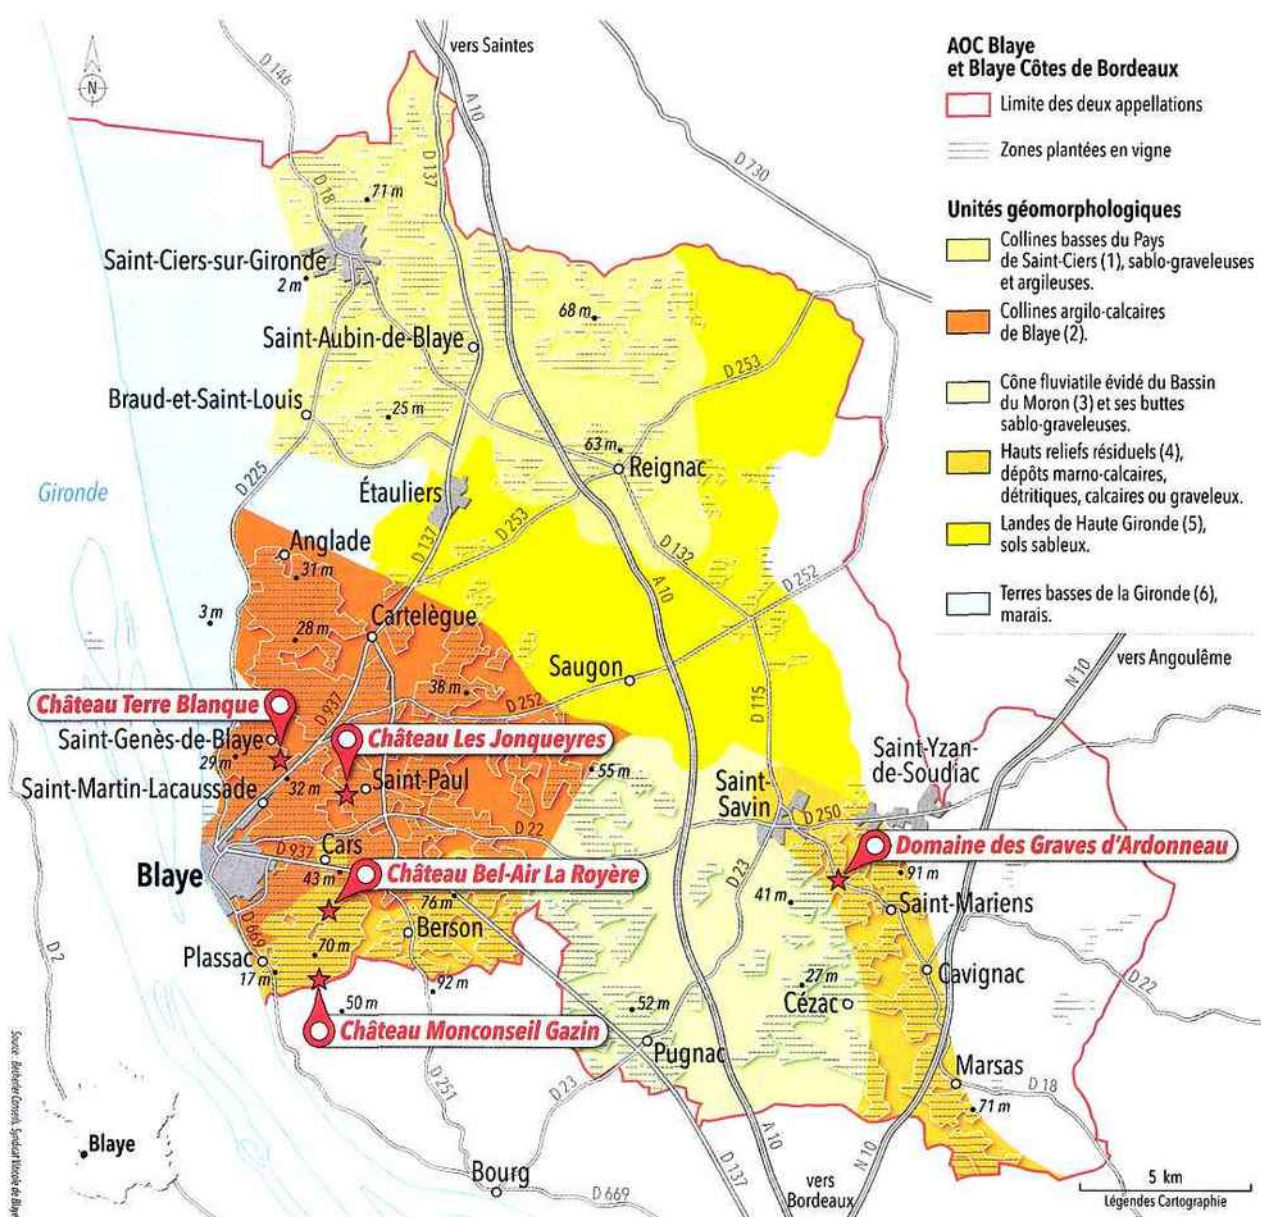 vers Saintes
D 146
A 10
D 137
D 730
D 18
71 m
Saint-Ciers-sur-Gironde
2 m
68 m
Saint-Aubin-de-Blaye
D 253
Braud-et-Saint-Louis
25 m
63 m
Reignac
D 225
Gironde
Étauliers
D 253
D 137
D 132
A 10
D 252
Anglade
31 m
3 m
28 m
Cartelègue
Saugon
38 m
D 937
D 252
D 115
N 10
vers Angoulême
Château Terre Blanque
Saint-Genès-de-Blaye
29 m
Château Les Jonqueyres
32 m
Saint-Paul
55 m
Saint-Martin-Lacaussade
Saint-Yzan-
de-Soudiac
Saint-
Savin
D 250
D 22
D 937
Cars
43 m
Blaye
Château Bel-Air La Royère
76 m
Domaine des Graves d'Ardonneau
91 m
D 23
41 m
Saint-Mariens
D 669
Berson
D 2
Plassac
70 m
17 m
92 m
50 m
Château Monconseil Gazin
27 m
Cézac
Cavignac
D 22
52 m
Pugnac
Marsas
D 18
71 m
D 251
D 23
A 10
N 10
D 137
Bourg
D 669
vers
Bordeaux
5 km
Légendes Cartographie
Blaye
N
AOC Blaye
et Blaye Côtes de Bordeaux
Limite des deux appellations
Zones plantées en vigne
Unités géomorphologiques
Collines basses du Pays
de Saint-Ciers (1), sablo-graveleuses
et argileuses.
Collines argilo-calcaires
de Blaye (2).
Cône fluviatile évidé du Bassin
du Moron (3) et ses buttes
sablo-graveleuses.
Hauts reliefs résiduels (4),
dépôts marno-calcaires,
détritiques, calcaires ou graveleux.
Landes de Haute Gironde (5),
sols sableux.
Terres basses de la Gironde (6),
marais.